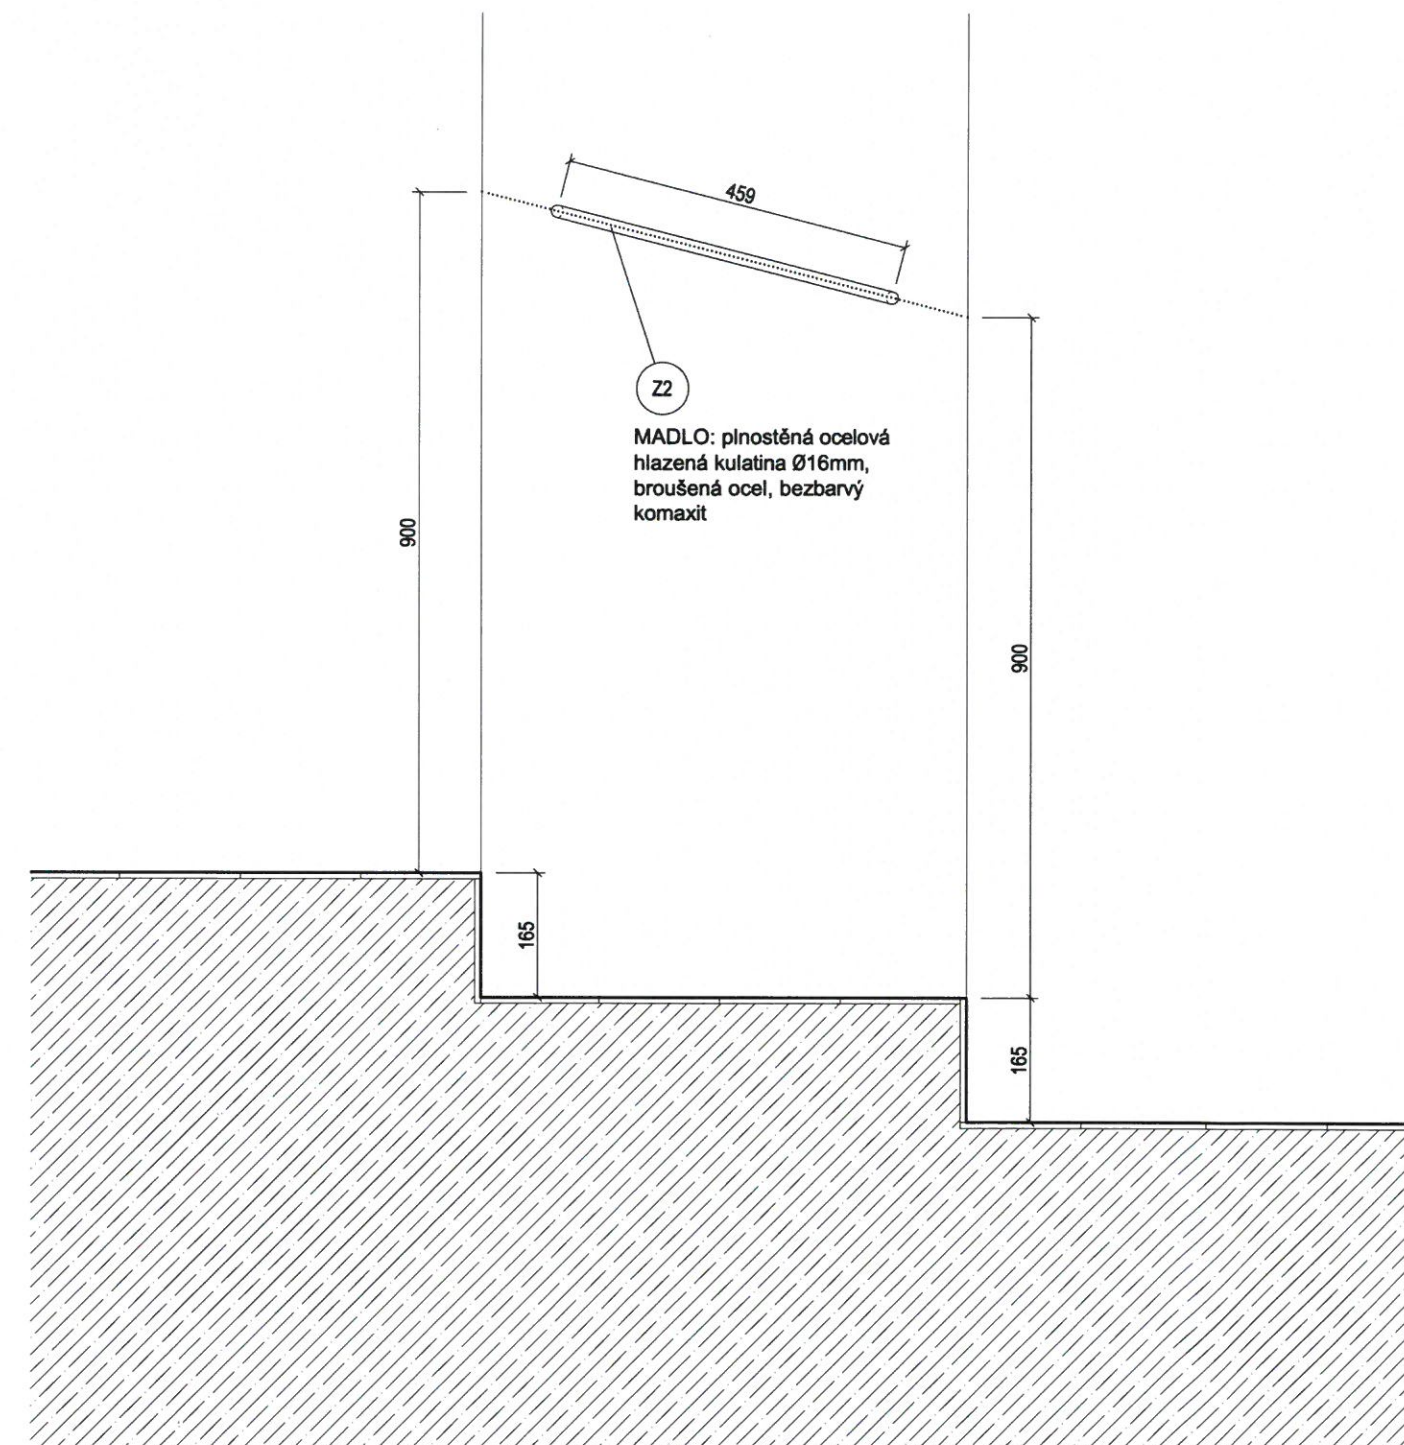 459
Z2
MADLO: plnostěná ocelová
hlazená kulatina Ø16mm,
broušená ocel, bezbarvý
komaxit
900
900
165
165